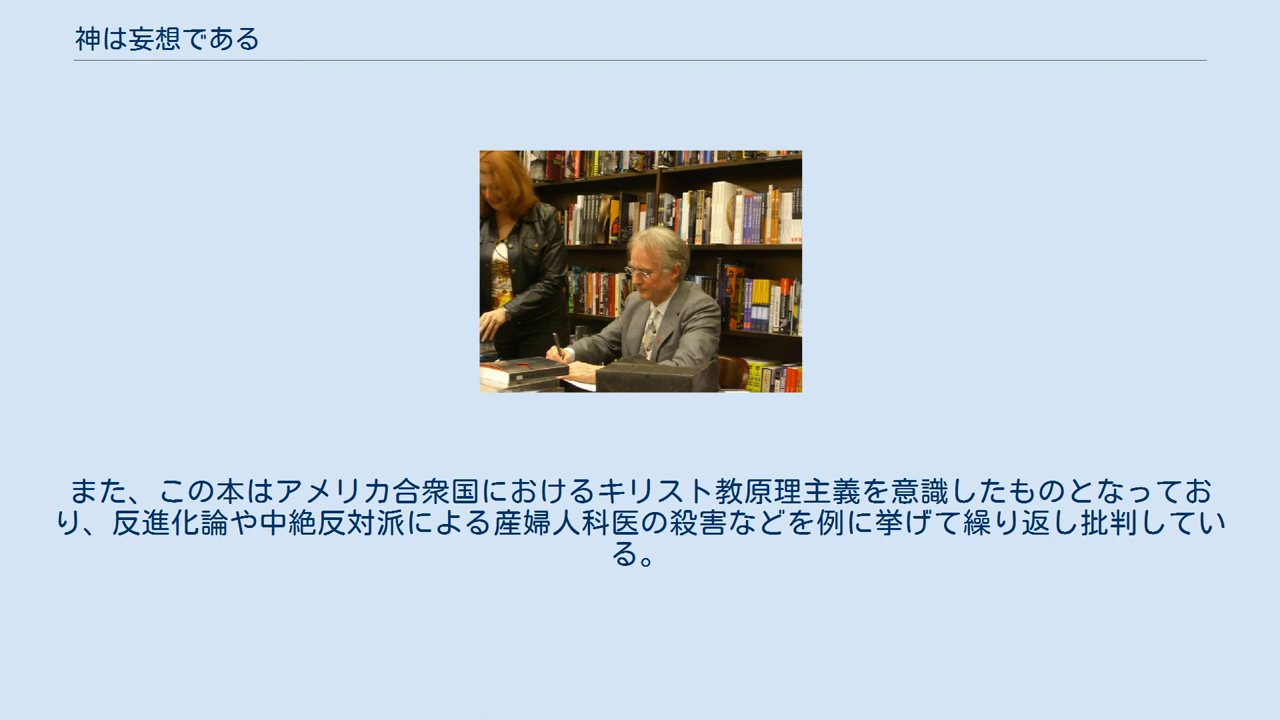 神は妄想である
また、この本はアメリカ合衆国におけるキリスト教原理主義を意識したものとなってお
り、反進化論や中絶反対派による産婦人科医の殺害などを例に挙げて繰り返し批判してい
る。